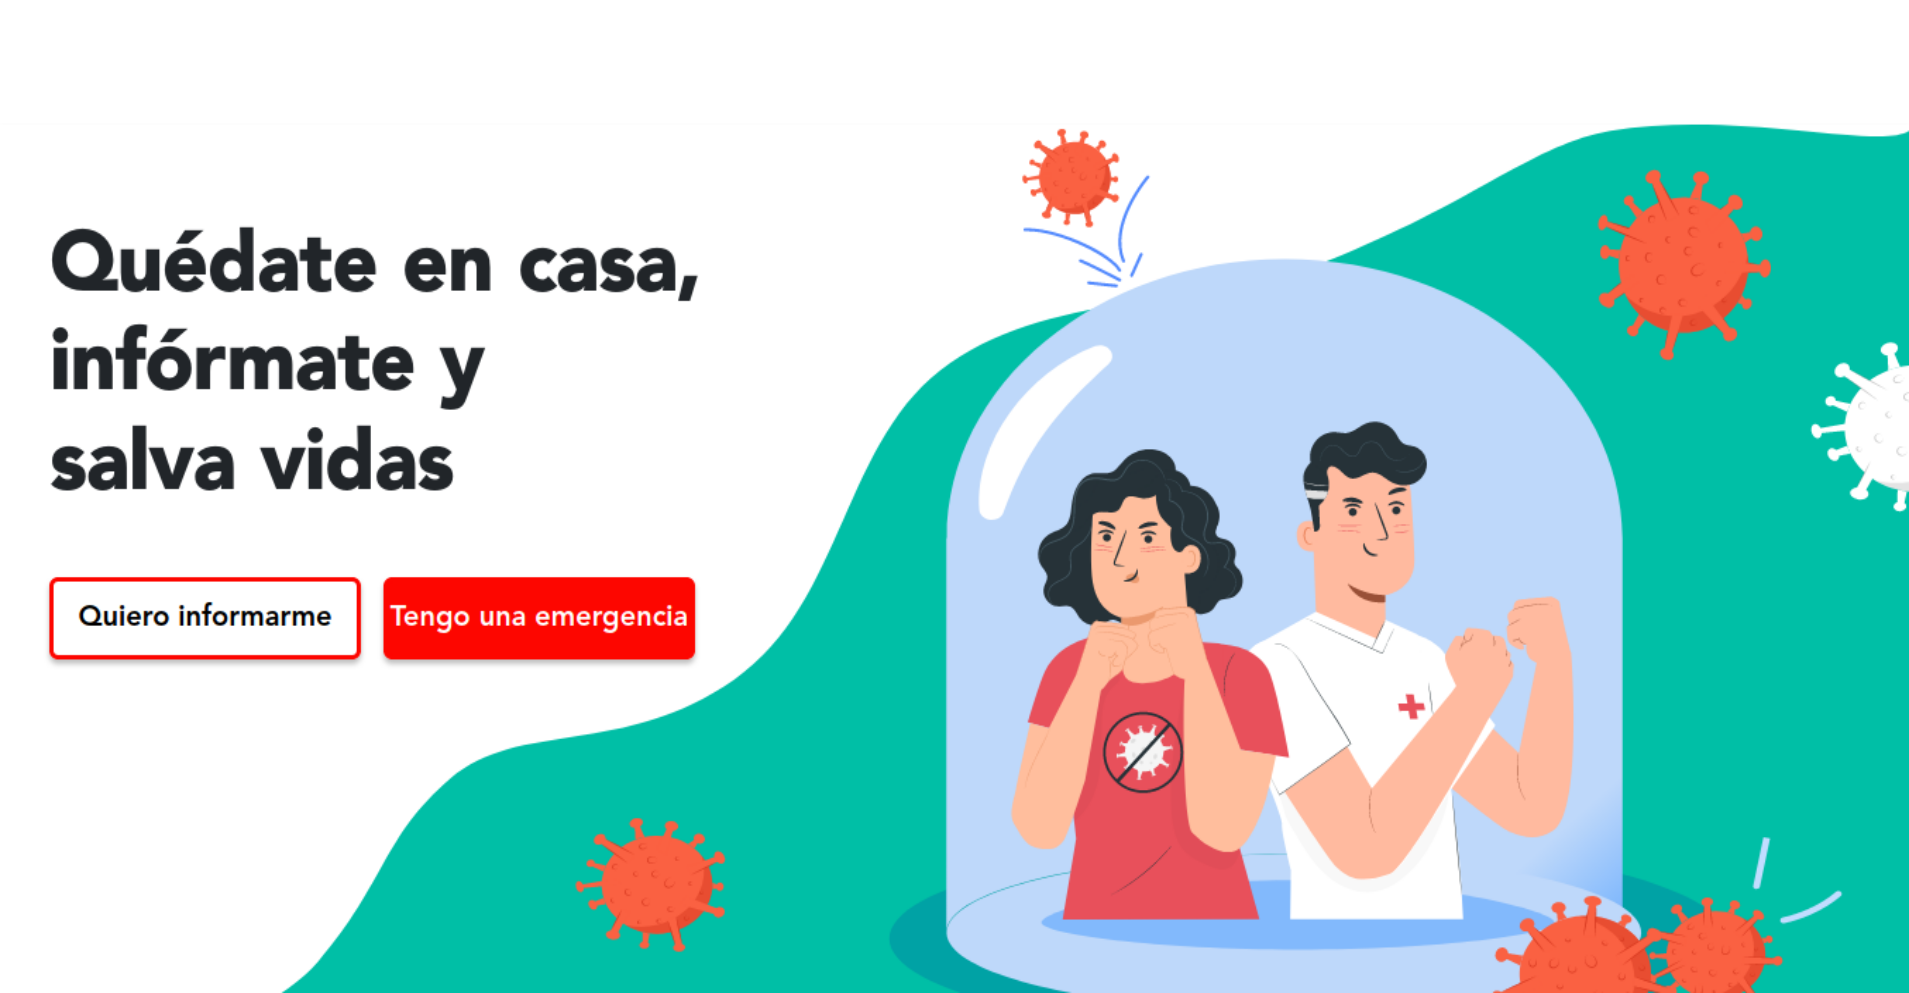 Quédate en casa,
infórmate y
salva vidas
Quiero informarme
Tengo una emergencia